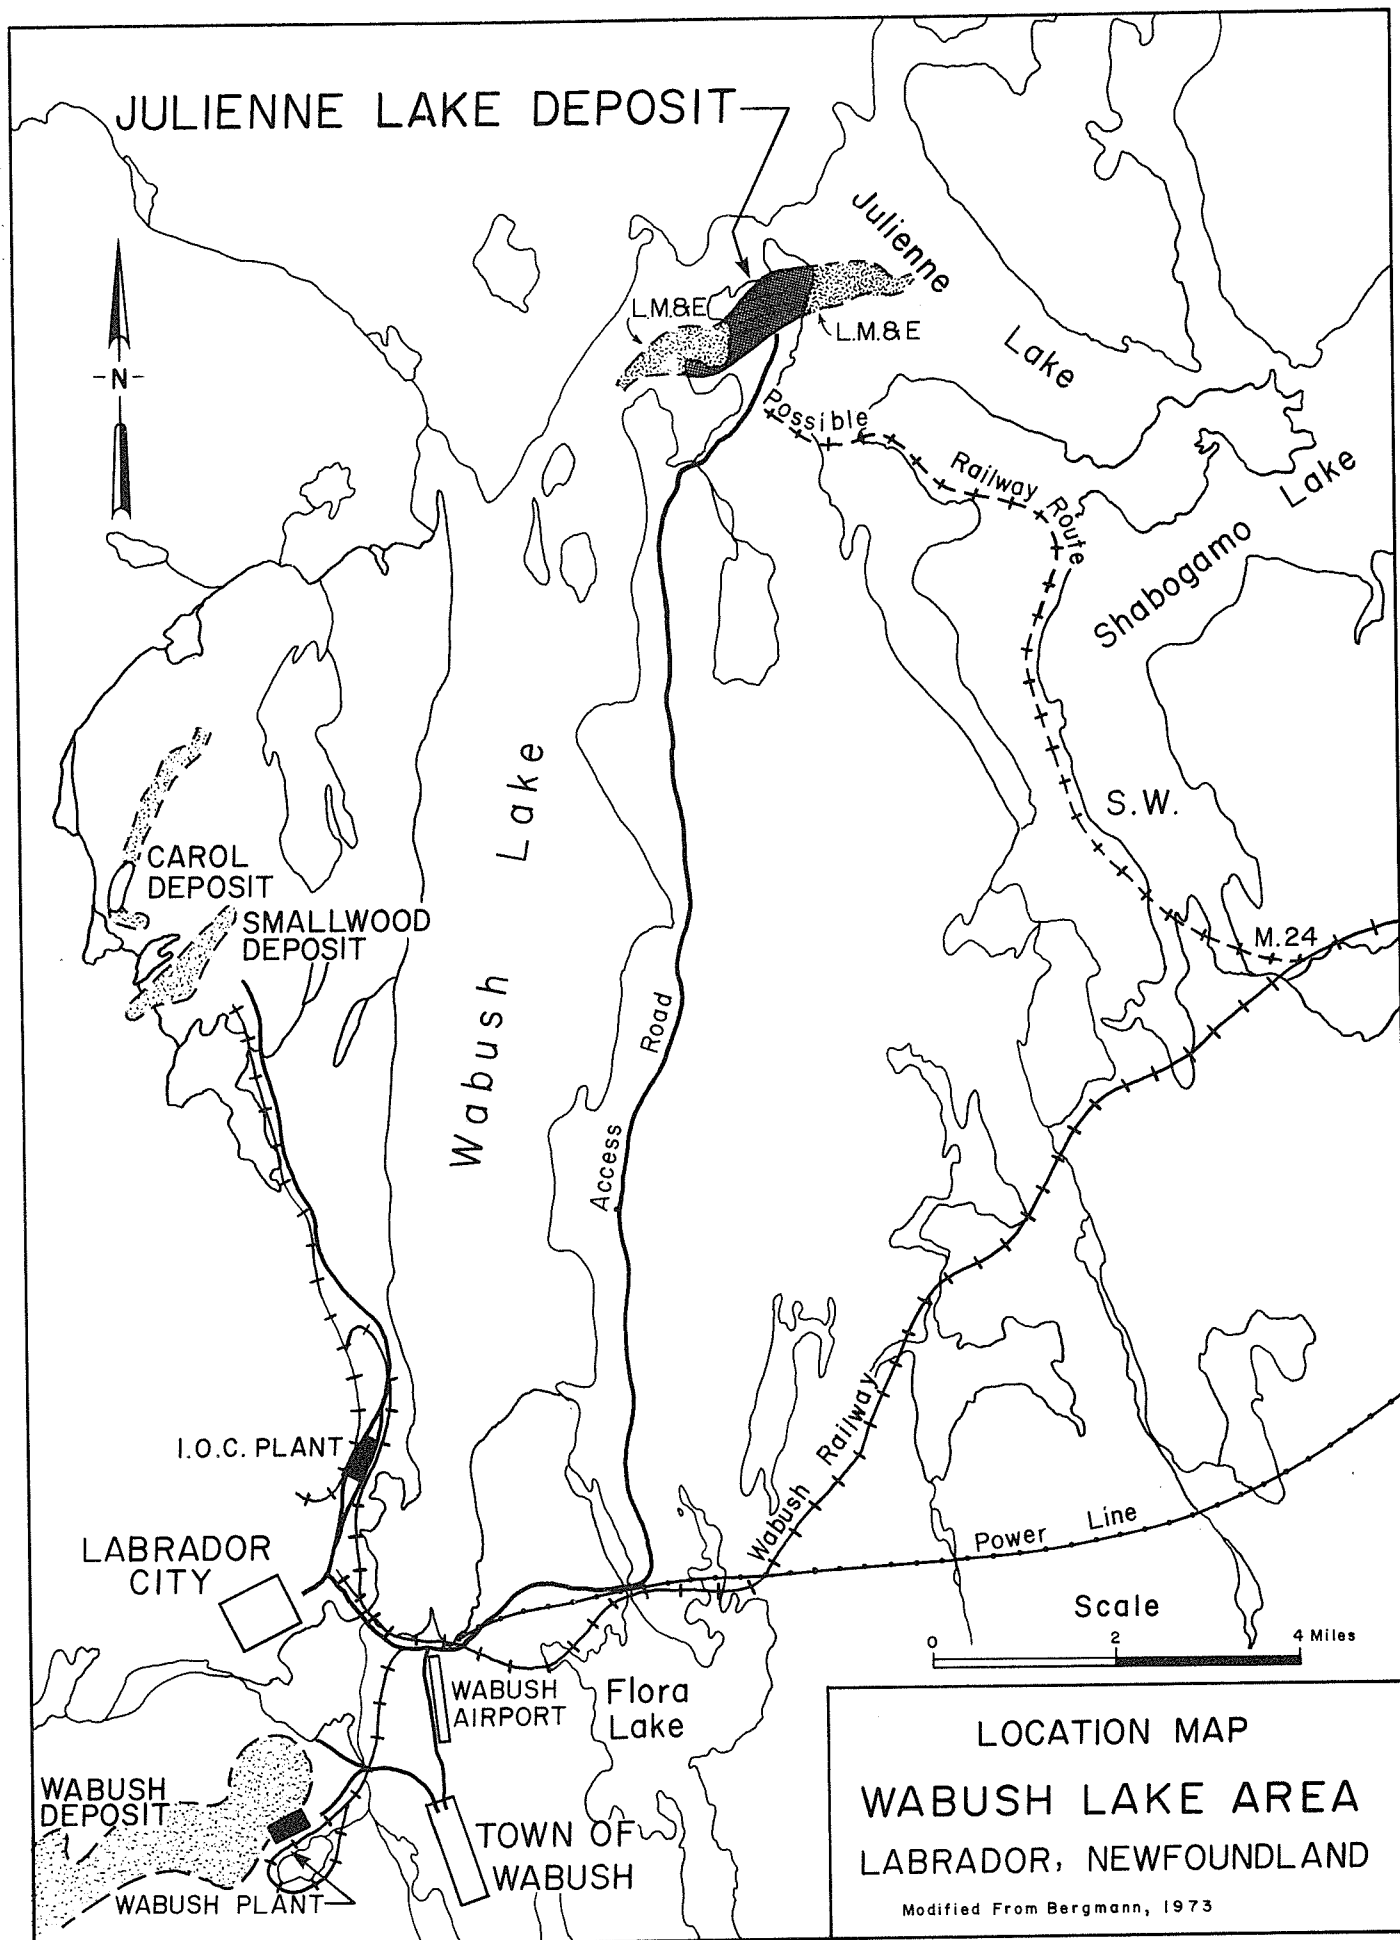 JULIENNE LAKE DEPOSIT
Julienne
Lake
L.M.&E
L.M.&E
-N-
Possible
Railway
Route
Shabogamo
Lake
S.W.
M.24
Wabush Lake
CAROL
DEPOSIT
SMALLWOOD
DEPOSIT
Access Road
I.O.C. PLANT
LABRADOR
CITY
Wabush Railway
Power Line
Scale
0 2 4 Miles
WABUSH
AIRPORT
Flora
Lake
WABUSH
DEPOSIT
TOWN OF
WABUSH
WABUSH PLANT
LOCATION MAP
WABUSH LAKE AREA
LABRADOR, NEWFOUNDLAND
Modified From Bergmann, 1973